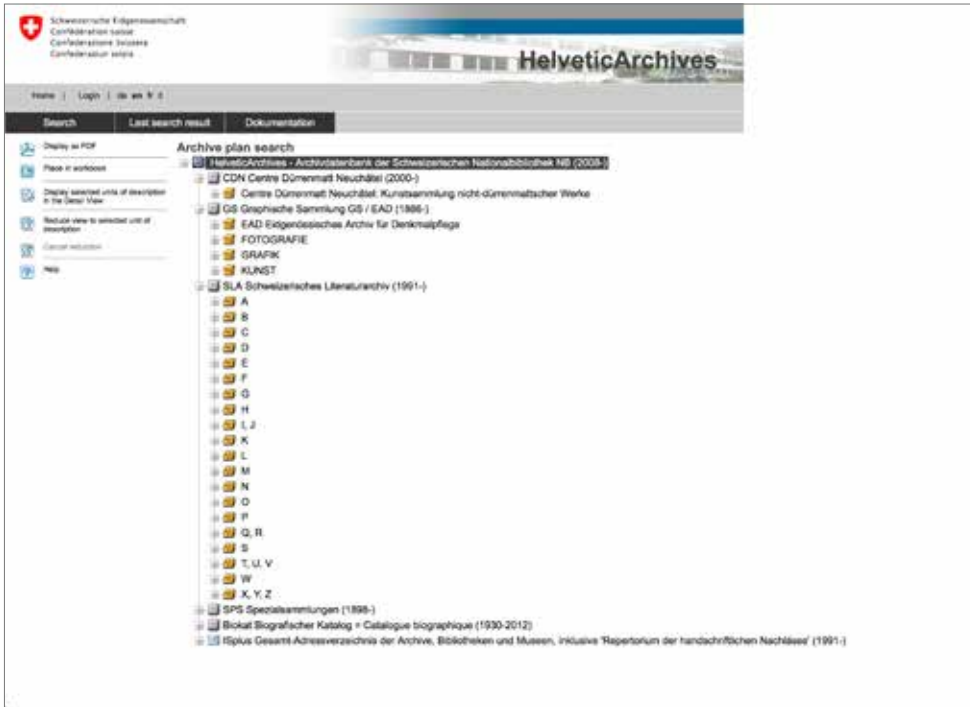 Schweizerische Eidgenossenschaft
Confédération suisse
Confederazione Svizzera
Confederaziun svizra
HelveticArchives
Home | Login | de en fr it
Search
Last search result
Dokumentation
Display as PDF
Place in workbook
Display selected units of description
in the Detail View
Reduce view to selected unit of
description
Cancel reduction
Help
Archive plan search
HelveticArchives - Archivdatenbank der Schweizerischen Nationalbibliothek NB (2008-)
CDN Centre Dürrenmatt Neuchâtel (2000-)
Centre Dürrenmatt Neuchâtel: Kunstsammlung nicht-dürrenmattscher Werke
GS Graphische Sammlung GS / EAD (1886-)
EAD Eidgenössisches Archiv für Denkmalpflege
FOTOGRAFIE
GRAFIK
KUNST
SLA Schweizerisches Literaturarchiv (1991-)
A
B
C
D
E
F
G
H
I, J
K
L
M
N
O
P
Q, R
S
T, U, V
W
X, Y, Z
SPS Spezialsammlungen (1898-)
Biokat Biografischer Katalog = Catalogue biographique (1930-2012)
ISplus Gesamt-Adressverzeichnis der Archive, Bibliotheken und Museen, inklusive 'Repertorium der handschriftlichen Nachlässe' (1991-)